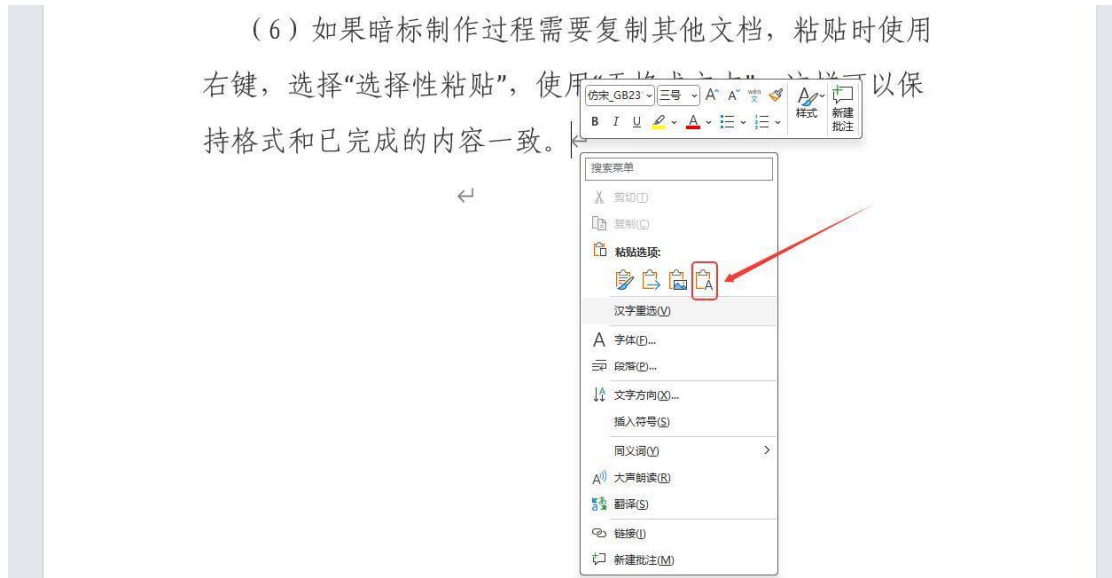 （6）如果暗标制作过程需要复制其他文档，粘贴时使用
右键，选择“选择性粘贴”，使用
以保
持格式和已完成的内容一致。
仿宋_GB23 三号 A A wén 文
样式
新建
批注
B I U A
搜索菜单
剪切(T)
复制(C)
粘贴选项:
汉字重选(V)
字体(F)...
段落(P)...
文字方向(X)...
插入符号(S)
同义词(Y)
大声朗读(R)
翻译(S)
链接(I)
新建批注(M)